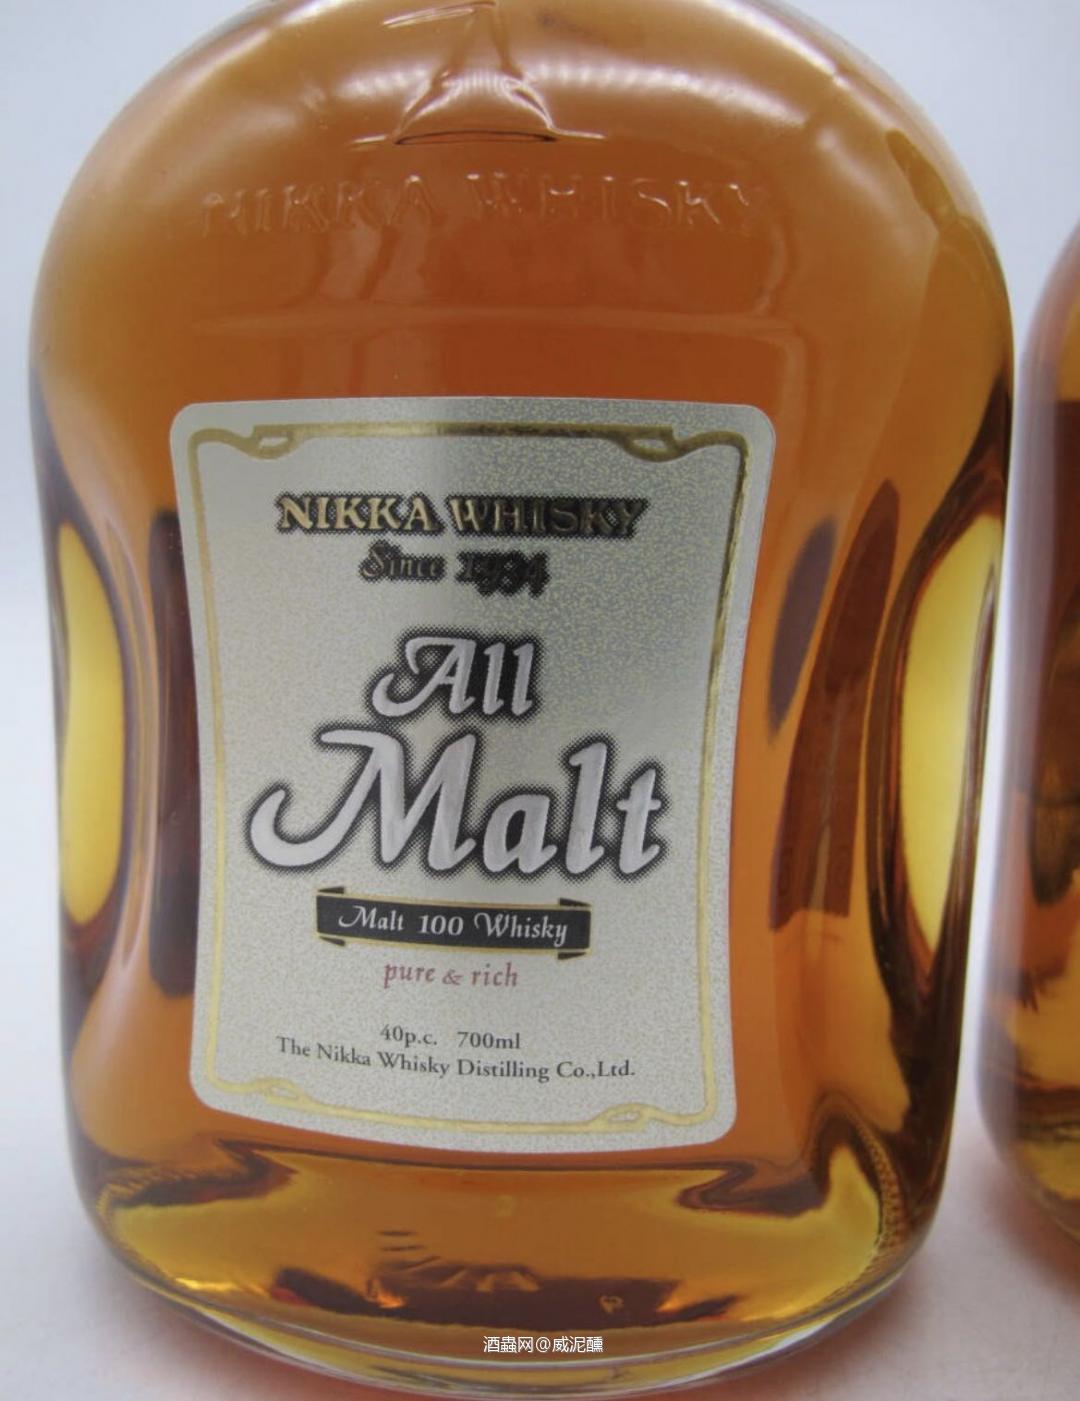 NIKKA WHISKY
NIKKA WHISKY
Since 1934
All
Malt
Malt 100 Whisky
pure & rich
40p.c. 700ml
The Nikka Whisky Distilling Co.,Ltd.
酒蟲网@威泥醺